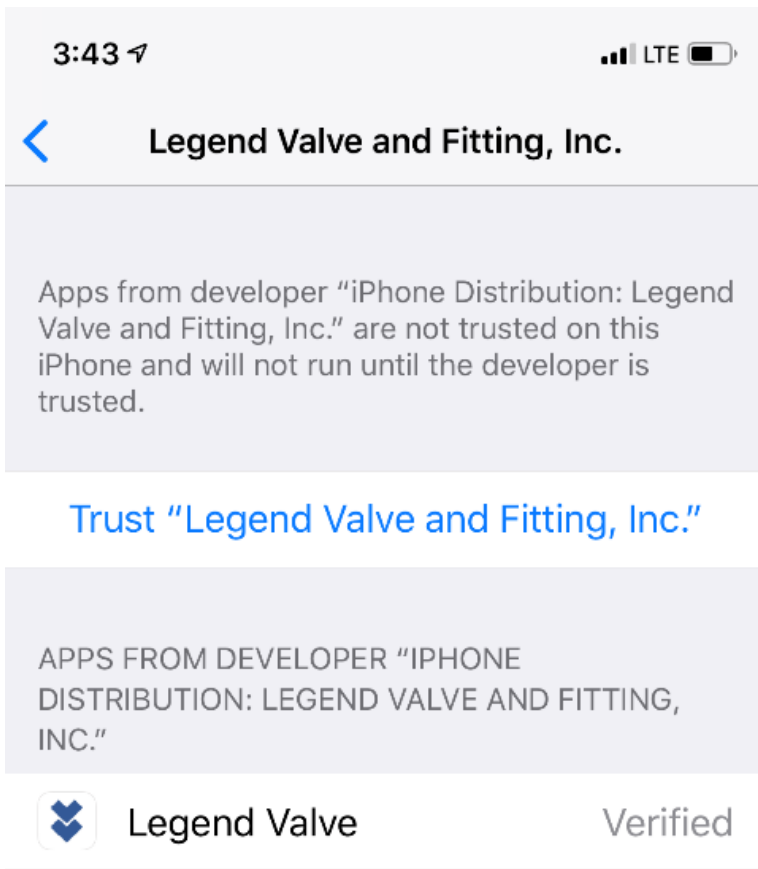 3:43 LTE
Legend Valve and Fitting, Inc.
Apps from developer “iPhone Distribution: Legend
Valve and Fitting, Inc.” are not trusted on this
iPhone and will not run until the developer is
trusted.
Trust “Legend Valve and Fitting, Inc.”
APPS FROM DEVELOPER “IPHONE
DISTRIBUTION: LEGEND VALVE AND FITTING,
INC.”
Legend Valve Verified